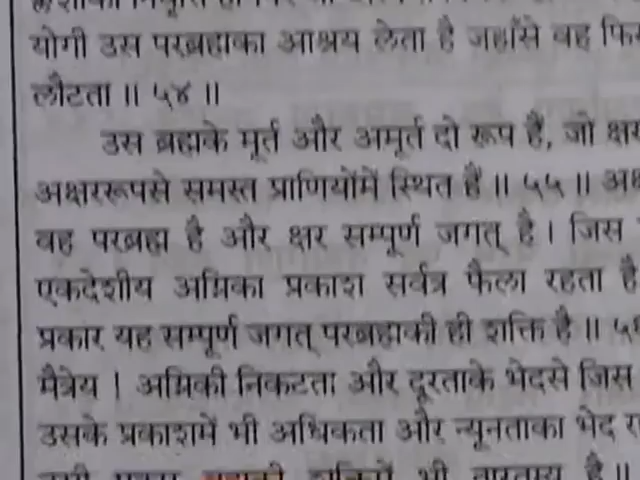 योगी उस परब्रह्मका आश्रय लेता है जहाँसे वह
लौटता ॥ ५४ ॥
उस ब्रह्मके मूर्त और अमूर्त दो रूप हैं, जो क्षर
अक्षररूपसे समस्त प्राणियोंमें स्थित हैं ॥ ५५ ॥
वह परब्रह्म है और क्षर सम्पूर्ण जगत् है । जिस
एकदेशीय अग्निका प्रकाश सर्वत्र फैला रहता है
प्रकार यह सम्पूर्ण जगत् परब्रह्मकी ही शक्ति है ॥
मैत्रेय ! अग्निकी निकटता और दूरताके भेदसे जिस
उसके प्रकाशमें भी अधिकता और न्यूनताका भेद